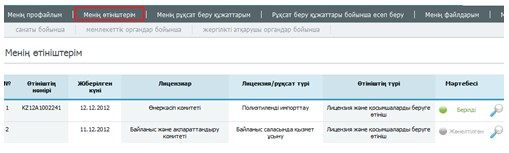 Менің профайлым | Менің өтініштерім | Менің рұқсат беру құжаттарым | Рұқсат беру құжаттары бойынша есеп беру | Менің файлдарым | М
санаты бойынша | мемлекеттік органдар бойынша | жергілікті атқарушы органдар бойынша
Менің өтініштерім
№ Өтініштің нөмірі Жіберілген күні Лицензиар Лицензия/рұқсат түрі Өтініштің түрі Мәртебесі
1 KZ12A1002241 12.12.2012 Өнеркәсіп комитеті Полиэтиленді импорттау Лицензия және қосымшаларды беруге өтініш Берілді
2 11.12.2012 Байланыс және ақпараттандыру комитеті Байланыс саласында қызмет ұсыну Лицензия және қосымшаларды беруге өтініш Жөнелтілген